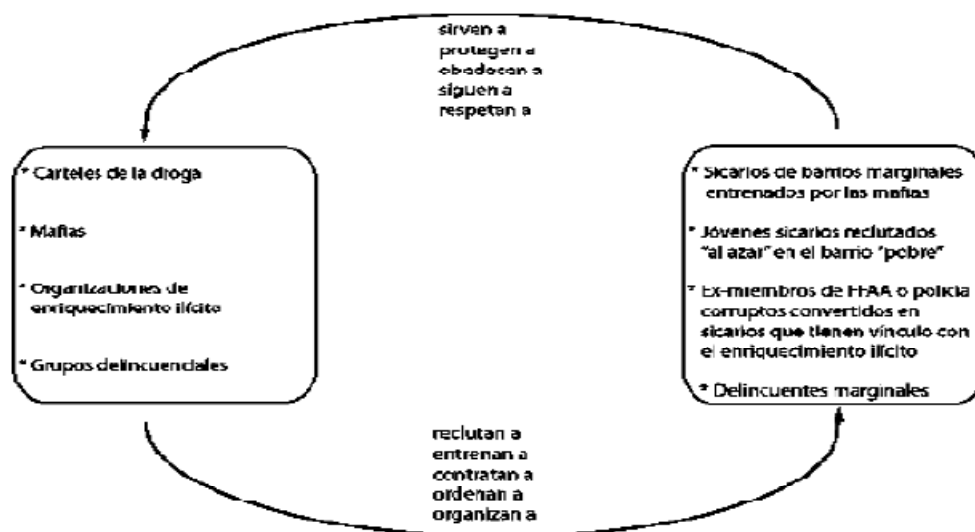 sirven a
protegen a
obedecen a
siguen a
respetan a
* Carteles de la droga
* Mafias
* Organizaciones de
enriquecimiento ilícito
* Grupos delincuenciales
* Sicarios de barrios marginales
entrenados por las mafias
* Jóvenes sicarios reclutados
"al azar" en el barrio "pobre"
* Ex-miembros de FFAA o policía
corruptos convertidos en
sicarios que tienen vínculo con
el enriquecimiento ilícito
* Delincuentes marginales
reclutan a
entrenan a
contratan a
ordenan a
organizan a